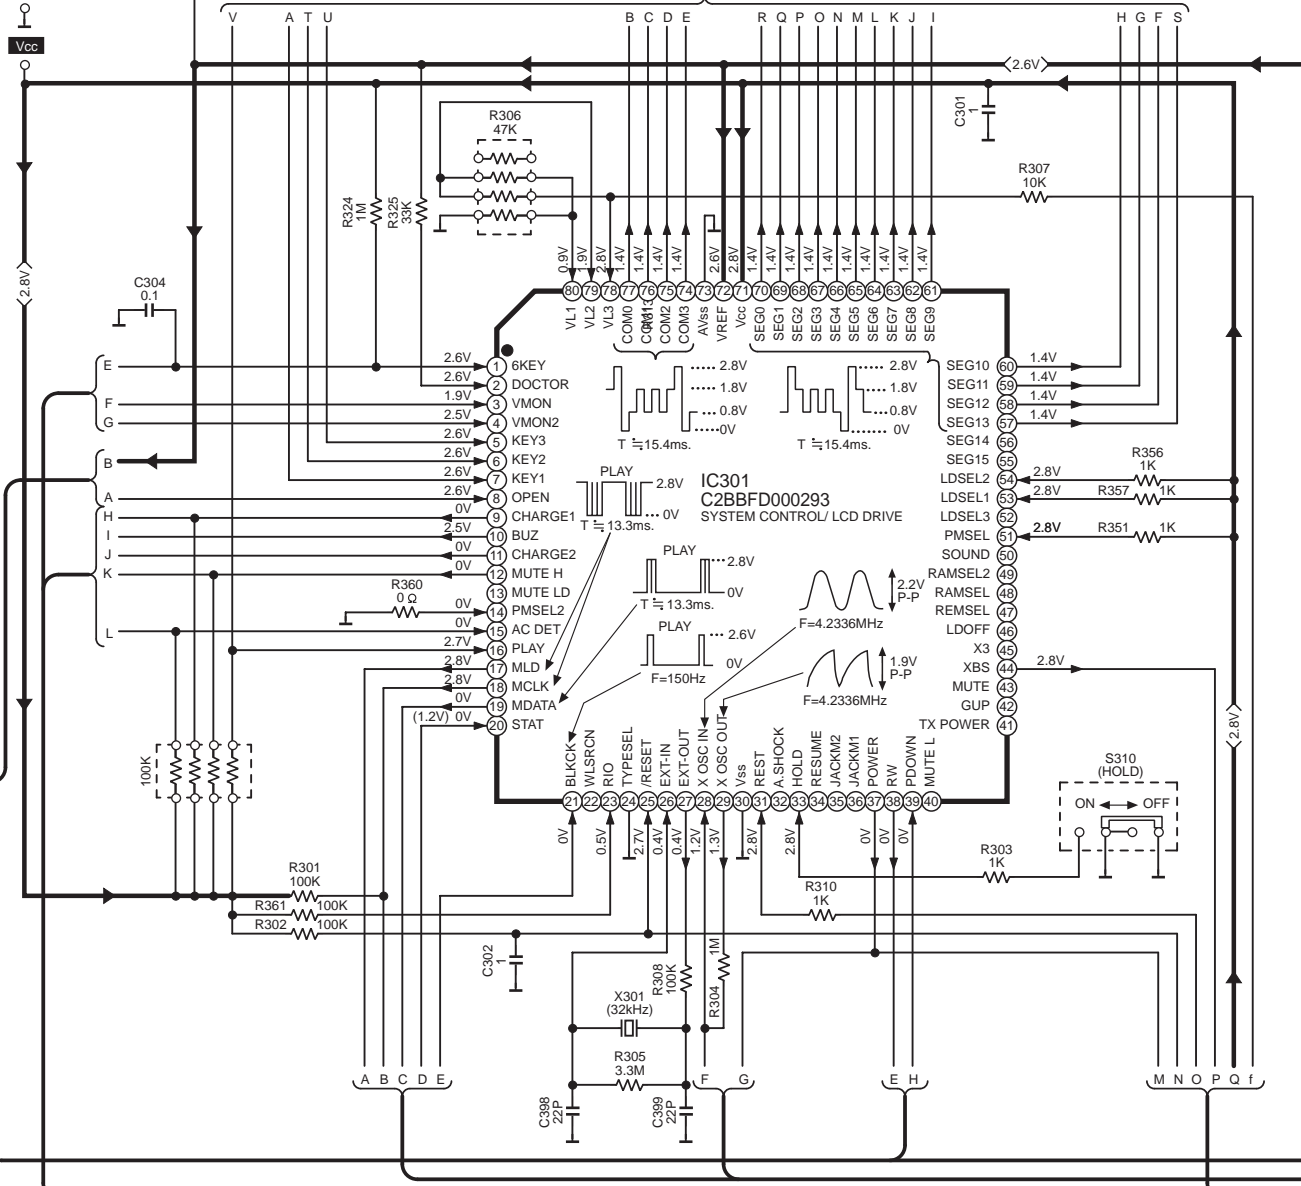 V A T U B C D E R Q P O N M L K J I H G F S
Vcc
2.6V
R306
47K
C301
1
R307
10K
R324
1M
R325
33K
2.8V
C304
0.1
0.9V 1.9V 2.8V 1.4V 1.4V 1.4V 1.4V 2.6V 2.8V 1.4V 1.4V 1.4V 1.4V 1.4V 1.4V 1.4V 1.4V 1.4V 1.4V
80 79 78 77 76 75 74 73 72 71 70 69 68 67 66 65 64 63 62 61
VL1 VL2 VL3 COM0 COM1 COM2 COM3 AVss VREF Vcc SEG0 SEG1 SEG2 SEG3 SEG4 SEG5 SEG6 SEG7 SEG8 SEG9
E 2.6V 1 6KEY
2.6V 2 DOCTOR
F 1.9V 3 VMON
G 2.5V 4 VMON2
2.6V 5 KEY3
B 2.6V 6 KEY2
2.6V 7 KEY1
A 2.6V 8 OPEN
H 0V 9 CHARGE1
I 2.5V 10 BUZ
J 0V 11 CHARGE2
K 0V 12 MUTE H
13 MUTE LD
R360
0 Ω
0V 14 PMSEL2
L 0V 15 AC DET
2.7V 16 PLAY
2.8V 17 MLD
2.8V 18 MCLK
0V 19 MDATA
(1.2V) 0V 20 STAT
2.8V
1.8V
0.8V
0V
T ≒15.4ms.
2.8V
1.8V
0.8V
0V
T ≒15.4ms.
PLAY
2.8V
0V
T ≒ 13.3ms.
IC301
C2BBFD000293
SYSTEM CONTROL/ LCD DRIVE
PLAY
2.8V
0V
T ≒ 13.3ms.
PLAY
2.6V
0V
F=150Hz
2.2V
P-P
F=4.2336MHz
1.9V
P-P
F=4.2336MHz
SEG10 60 1.4V
SEG11 59 1.4V
SEG12 58 1.4V
SEG13 57 1.4V
SEG14 56
SEG15 55
LDSEL2 54 2.8V R356 1K
LDSEL1 53 2.8V R357 1K
LDSEL3 52
PMSEL 51 2.8V R351 1K
SOUND 50
RAMSEL2 49
RAMSEL 48
REMSEL 47
LDOFF 46
X3 45
XBS 44 2.8V
MUTE 43
GUP 42
TX POWER 41
2.8V
BLKCK WLSRCN RIO TYPESEL /RESET EXT-IN EXT-OUT X OSC IN X OSC OUT Vss REST A.SHOCK HOLD RESUME JACKM2 JACKM1 POWER RW PDOWN MUTE L
21 22 23 24 25 26 27 28 29 30 31 32 33 34 35 36 37 38 39 40
0V 0.5V 2.7V 0.4V 0.4V 1.2V 1.3V 2.8V 2.8V 0V 0V 0V
100K
S310
(HOLD)
ON OFF
R303
1K
R310
1K
R301
100K
R361 100K
R302 100K
C302
1
R308
100K
1M
R304
X301
(32kHz)
R305
3.3M
C398
22P
C399
22P
A B C D E F G E H M N O P Q f